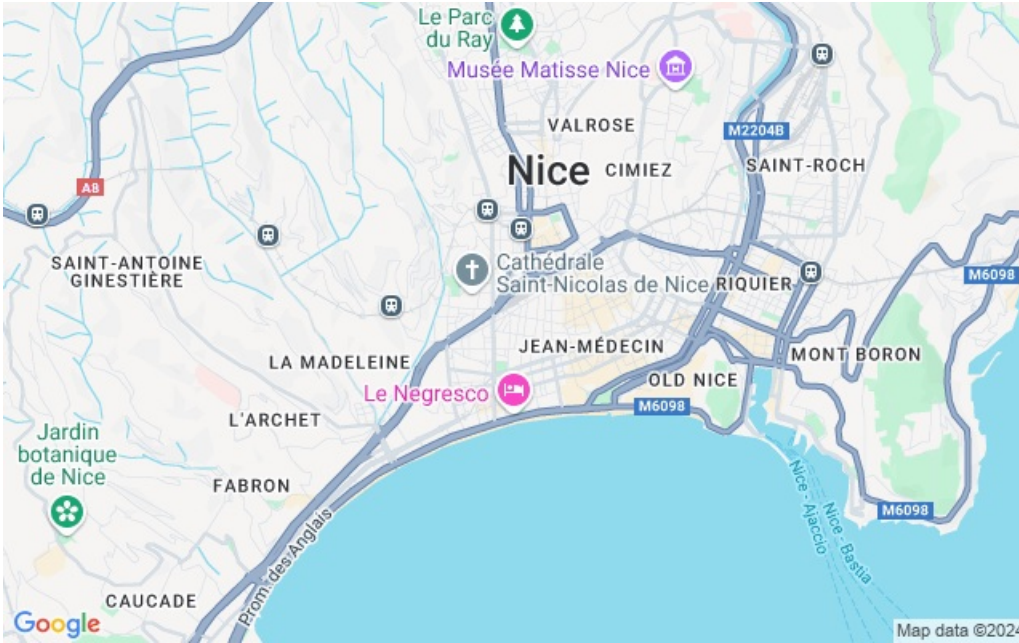 Le Parc
du Ray
Musée Matisse Nice
VALROSE
M2204B
Nice
CIMIEZ
SAINT-ROCH
A8
SAINT-ANTOINE
GINESTIÈRE
Cathédrale
Saint-Nicolas de Nice
RIQUIER
M6098
JEAN-MÉDECIN
MONT BORON
LA MADELEINE
Le Negresco
OLD NICE
M6098
L'ARCHET
Jardin
botanique
de Nice
FABRON
Nice - Ajaccio
Nice - Bastia
M6098
Prom. des Anglais
CAUCADE
Google
Map data ©2024